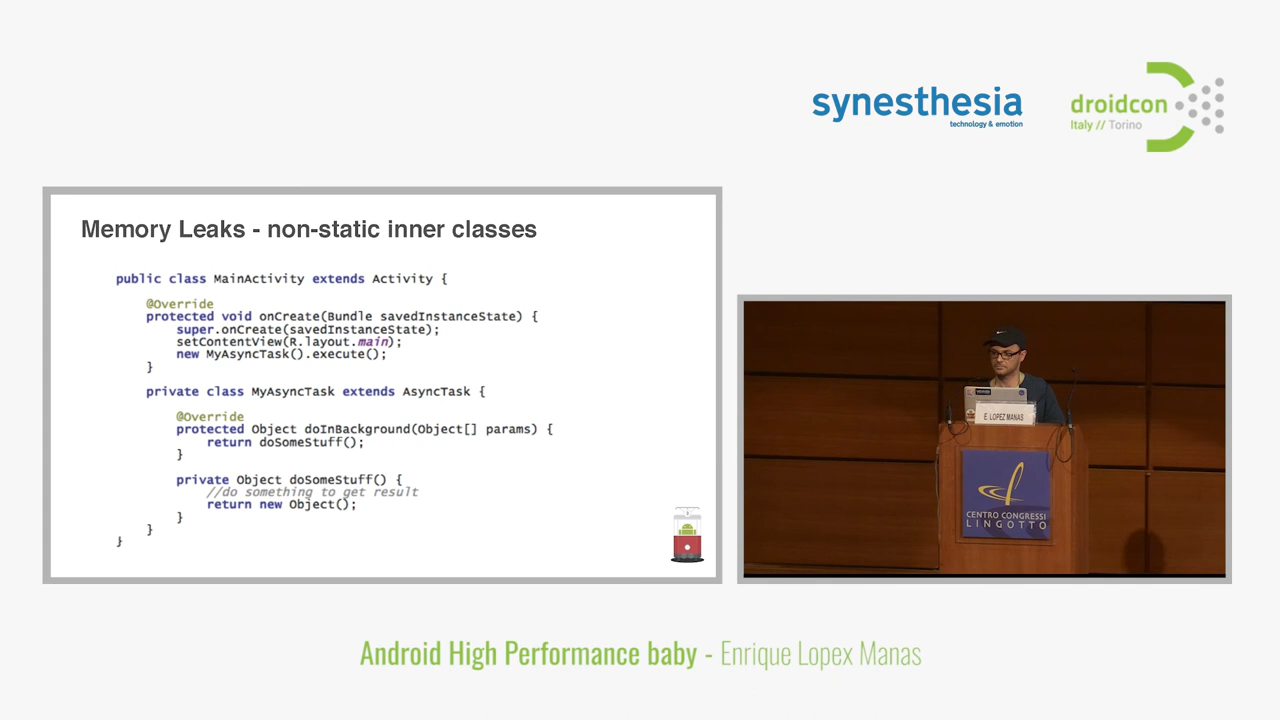 synesthesia
technology & emotion
droidcon
Italy // Torino
Memory Leaks - non-static inner classes
public class MainActivity extends Activity {
@Override
protected void onCreate(Bundle savedInstanceState) {
super.onCreate(savedInstanceState);
setContentView(R.layout.main);
new MyAsyncTask().execute();
}
private class MyAsyncTask extends AsyncTask {
@Override
protected Object doInBackground(Object[] params) {
return doSomeStuff();
}
private Object doSomeStuff() {
//do something to get result
return new Object();
}
}
}
E. LOPEZ MANAS
CENTRO CONGRESSI
LINGOTTO
Android High Performance baby - Enrique Lopex Manas